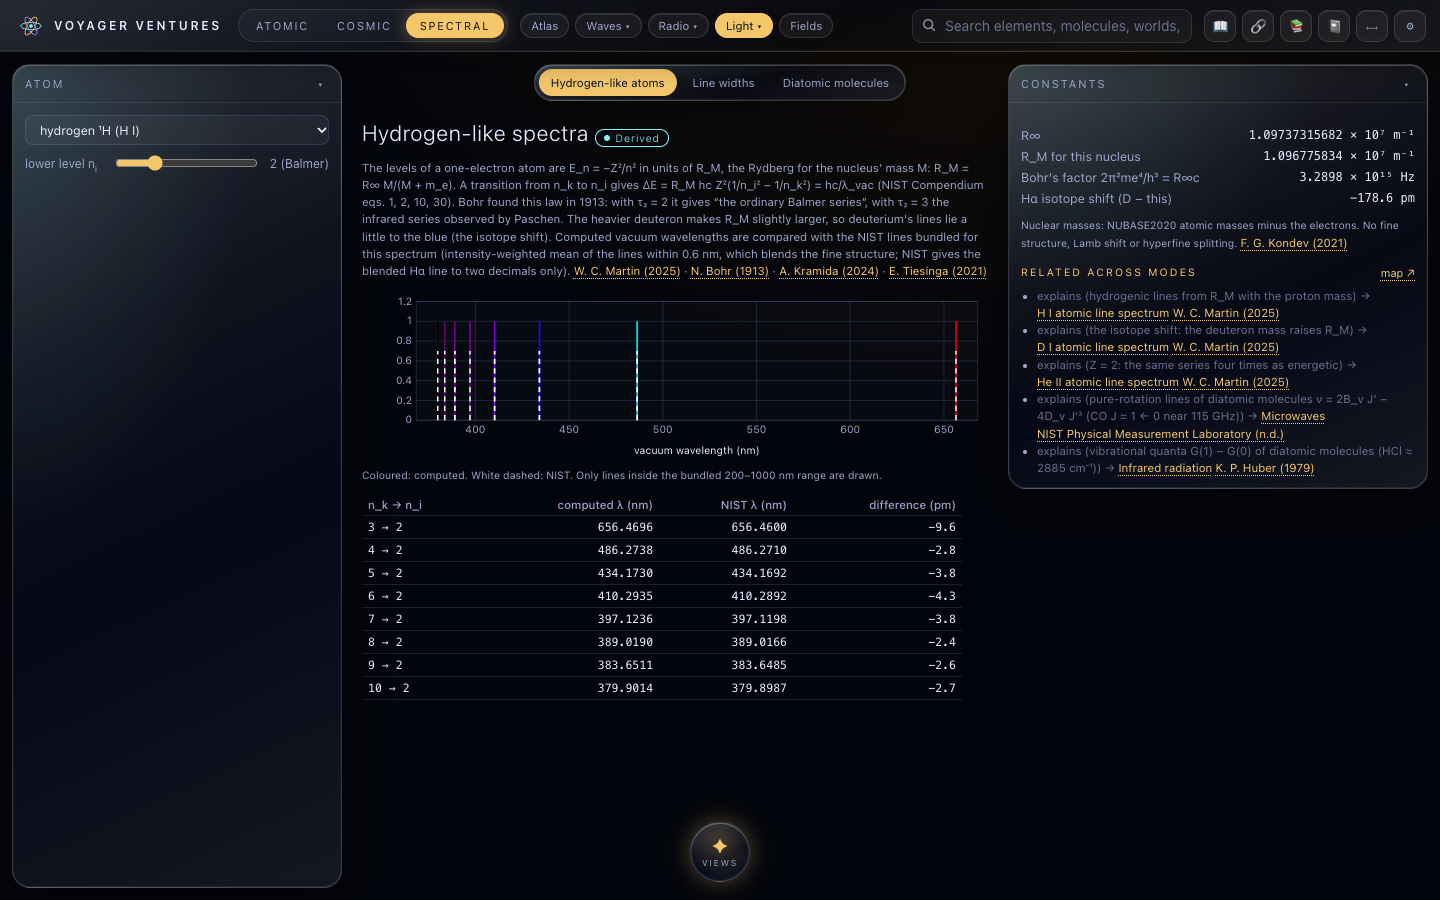 VOYAGER VENTURES
ATOMIC COSMIC SPECTRAL
Atlas Waves ▾ Radio ▾ Light ▾ Fields
Search elements, molecules, worlds,
ATOM
hydrogen ¹H (H I)
lower level nᵢ 2 (Balmer)
Hydrogen-like atoms Line widths Diatomic molecules
Hydrogen-like spectra Derived
The levels of a one-electron atom are E_n = −Z²/n² in units of R_M, the Rydberg for the nucleus' mass M: R_M =
R∞ M/(M + m_e). A transition from n_k to n_i gives ΔE = R_M hc Z²(1/n_i² − 1/n_k²) = hc/λ_vac (NIST Compendium
eqs. 1, 2, 10, 30). Bohr found this law in 1913: with τ₂ = 2 it gives “the ordinary Balmer series”, with τ₂ = 3 the
infrared series observed by Paschen. The heavier deuteron makes R_M slightly larger, so deuterium's lines lie a
little to the blue (the isotope shift). Computed vacuum wavelengths are compared with the NIST lines bundled for
this spectrum (intensity-weighted mean of the lines within 0.6 nm, which blends the fine structure; NIST gives the
blended Hα line to two decimals only). W. C. Martin (2025) · N. Bohr (1913) · A. Kramida (2024) · E. Tiesinga (2021)
1.2
1
0.8
0.6
0.4
0.2
0
400 450 500 550 600 650
vacuum wavelength (nm)
Coloured: computed. White dashed: NIST. Only lines inside the bundled 200–1000 nm range are drawn.
n_k → n_i computed λ (nm) NIST λ (nm) difference (pm)
3 → 2 656.4696 656.4600 −9.6
4 → 2 486.2738 486.2710 −2.8
5 → 2 434.1730 434.1692 −3.8
6 → 2 410.2935 410.2892 −4.3
7 → 2 397.1236 397.1198 −3.8
8 → 2 389.0190 389.0166 −2.4
9 → 2 383.6511 383.6485 −2.6
10 → 2 379.9014 379.8987 −2.7
VIEWS
CONSTANTS
R∞ 1.09737315682 × 10⁷ m⁻¹
R_M for this nucleus 1.096775834 × 10⁷ m⁻¹
Bohr's factor 2π²me⁴/h³ = R∞c 3.2898 × 10¹⁵ Hz
Hα isotope shift (D − this) −178.6 pm
Nuclear masses: NUBASE2020 atomic masses minus the electrons. No fine
structure, Lamb shift or hyperfine splitting. F. G. Kondev (2021)
RELATED ACROSS MODES map ↗
• explains (hydrogenic lines from R_M with the proton mass) →
H I atomic line spectrum W. C. Martin (2025)
• explains (the isotope shift: the deuteron mass raises R_M) →
D I atomic line spectrum W. C. Martin (2025)
• explains (Z = 2: the same series four times as energetic) →
He II atomic line spectrum W. C. Martin (2025)
• explains (pure-rotation lines of diatomic molecules ν = 2B_v J′ −
4D_v J′³ (CO J = 1 ← 0 near 115 GHz)) → Microwaves
NIST Physical Measurement Laboratory (n.d.)
• explains (vibrational quanta G(1) − G(0) of diatomic molecules (HCl ≈
2885 cm⁻¹)) → Infrared radiation K. P. Huber (1979)